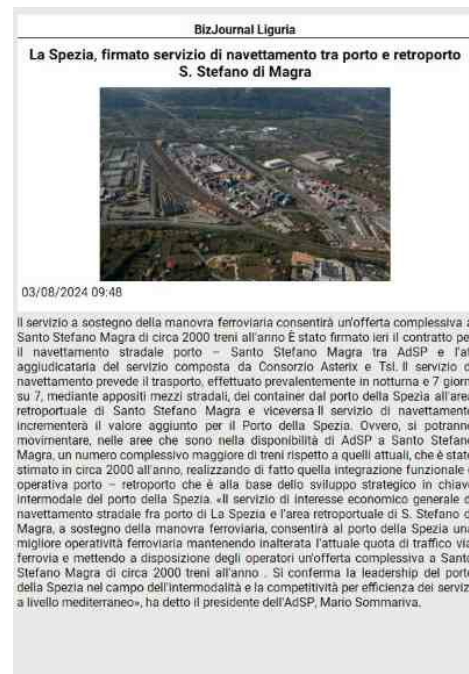 BizJournal Liguria
La Spezia, firmato servizio di navettamento tra porto e retroporto
S. Stefano di Magra
03/08/2024 09:48
Il servizio a sostegno della manovra ferroviaria consentirà un'offerta complessiva a
Santo Stefano Magra di circa 2000 treni all'anno È stato firmato ieri il contratto per
il navettamento stradale porto – Santo Stefano Magra tra AdSP e l'ati
aggiudicataria del servizio composta da Consorzio Asterix e Tsl. Il servizio di
navettamento prevede il trasporto, effettuato prevalentemente in notturna e 7 giorni
su 7, mediante appositi mezzi stradali, dei container dal porto della Spezia all'area
retroportuale di Santo Stefano Magra e viceversa Il servizio di navettamento
incrementerà il valore aggiunto per il Porto della Spezia. Ovvero, si potranno
movimentare, nelle aree che sono nella disponibilità di AdSP a Santo Stefano
Magra, un numero complessivo maggiore di treni rispetto a quelli attuali, che è stato
stimato in circa 2000 all'anno, realizzando di fatto quella integrazione funzionale e
operativa porto – retroporto che è alla base dello sviluppo strategico in chiave
intermodale del porto della Spezia. «Il servizio di interesse economico generale di
navettamento stradale fra porto di La Spezia e l'area retroportuale di S. Stefano di
Magra, a sostegno della manovra ferroviaria, consentirà al porto della Spezia una
migliore operatività ferroviaria mantenendo inalterata l'attuale quota di traffico via
ferrovia e mettendo a disposizione degli operatori un'offerta complessiva a Santo
Stefano Magra di circa 2000 treni all'anno . Si conferma la leadership del porto
della Spezia nel campo dell'intermodalità e la competitività per efficienza dei servizi
a livello mediterraneo», ha detto il presidente dell'AdSP, Mario Sommariva.